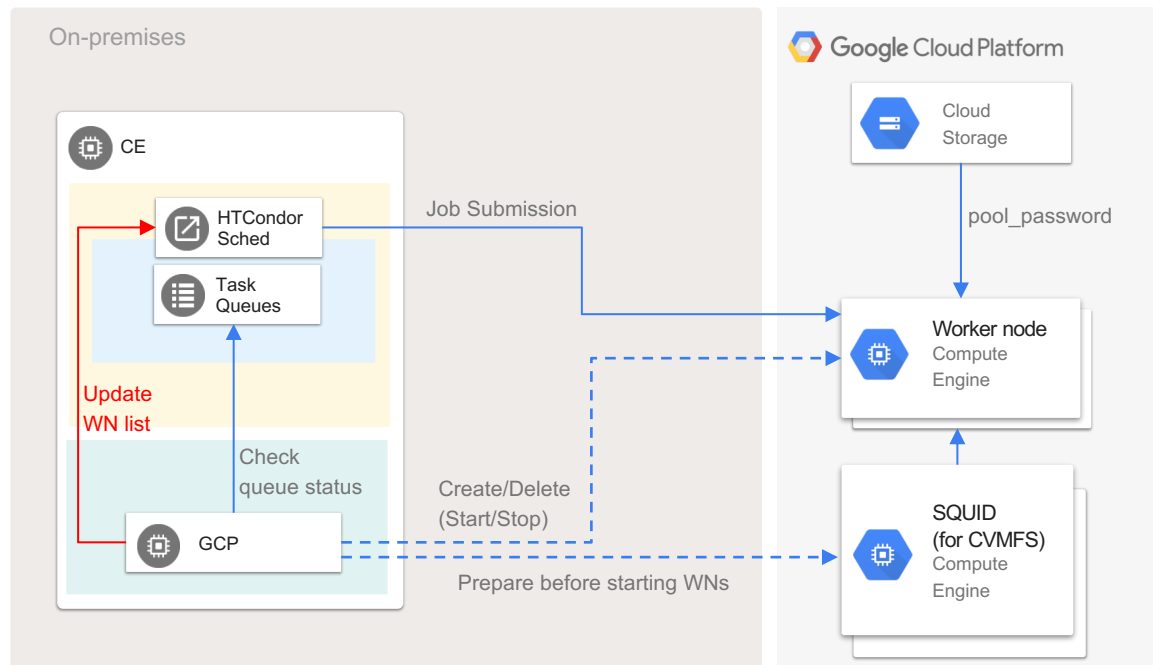 On-premises
CE
HTCondor
Sched
Task
Queues
Update
WN list
Check
queue status
GCP
Job Submission
Create/Delete
(Start/Stop)
Prepare before starting WNs
Google Cloud Platform
Cloud
Storage
pool_password
Worker node
Compute
Engine
SQUID
(for CVMFS)
Compute
Engine